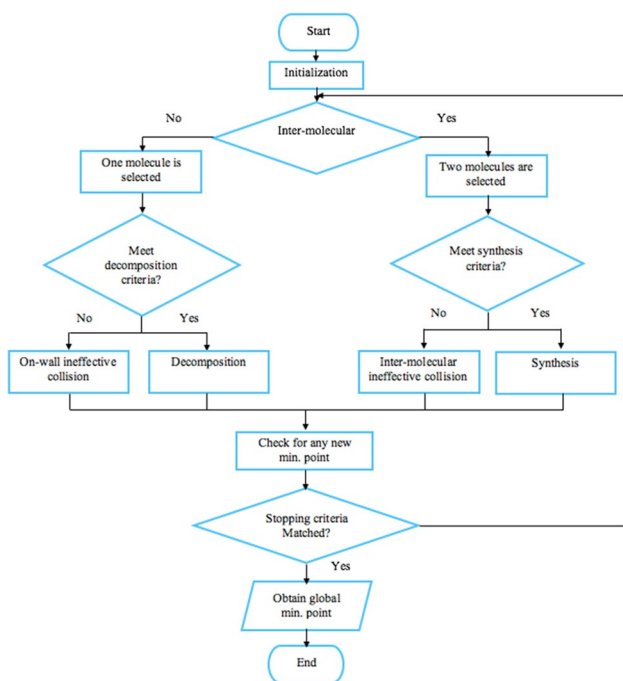 Start
Initialization
Inter-molecular
No
Yes
One molecule is
selected
Two molecules are
selected
Meet
decomposition
criteria?
Meet synthesis
criteria?
No
Yes
No
Yes
On-wall ineffective
collision
Decomposition
Inter-molecular
ineffective collision
Synthesis
Check for any new
min. point
Stopping criteria
Matched?
Yes
Obtain global
min. point
End